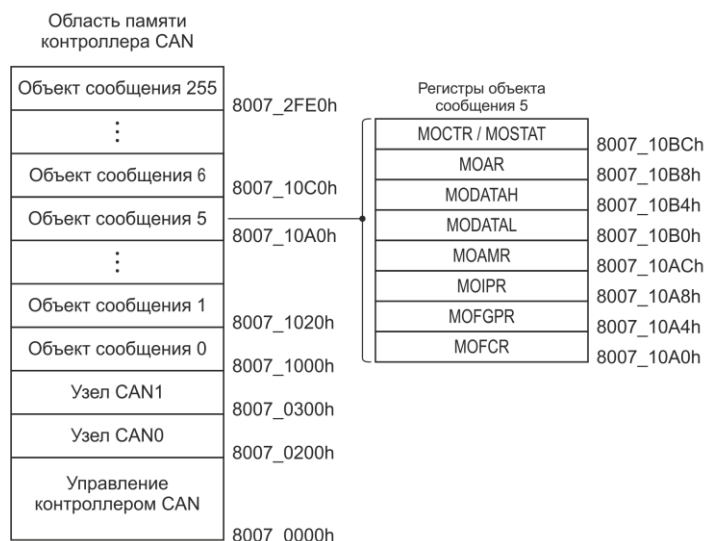 Область памяти
контроллера CAN
Объект сообщения 255
8007_2FE0h
⋮
Объект сообщения 6
8007_10C0h
Объект сообщения 5
8007_10A0h
⋮
Объект сообщения 1
8007_1020h
Объект сообщения 0
8007_1000h
Узел CAN1
8007_0300h
Узел CAN0
8007_0200h
Управление
контроллером CAN
8007_0000h
Регистры объекта
сообщения 5
MOCTR / MOSTAT
8007_10BCh
MOAR
8007_10B8h
MODATAH
8007_10B4h
MODATAL
8007_10B0h
MOAMR
8007_10ACh
MOIPR
8007_10A8h
MOFGPR
8007_10A4h
MOFCR
8007_10A0h